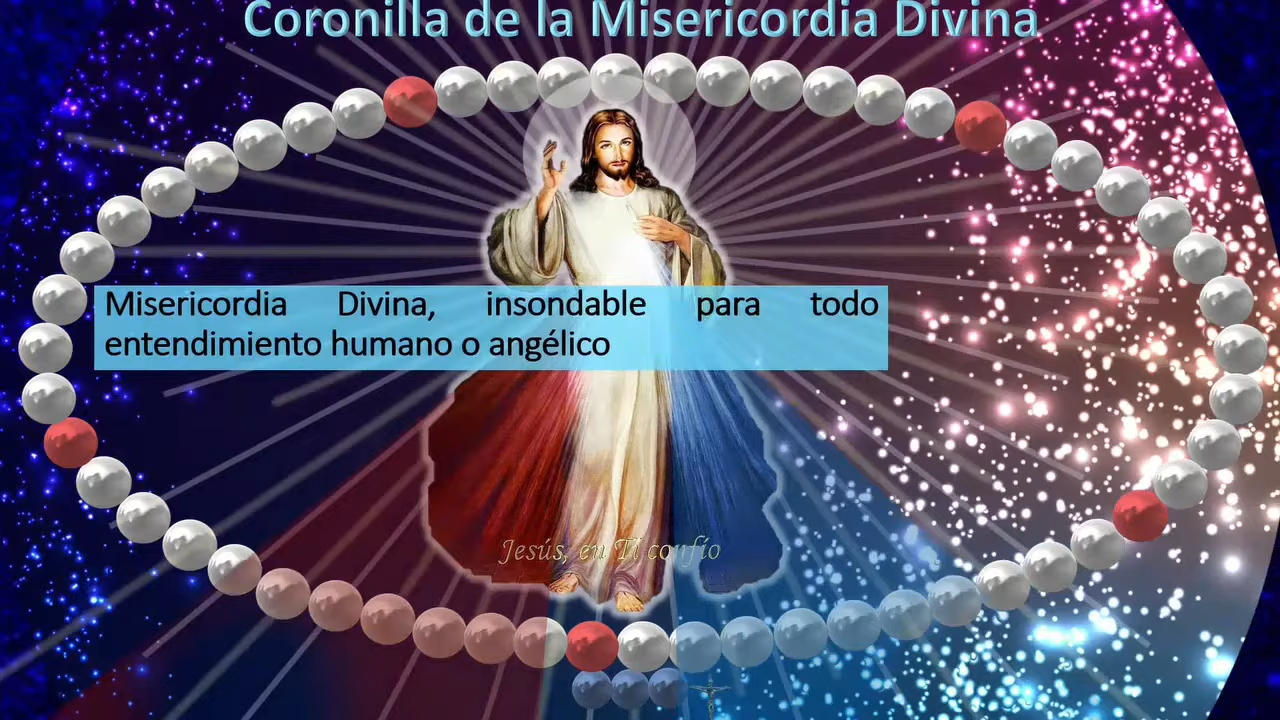 Coronilla de la Misericordia Divina
Misericordia Divina, insondable para todo
entendimiento humano o angélico
Jesús, en Ti confío